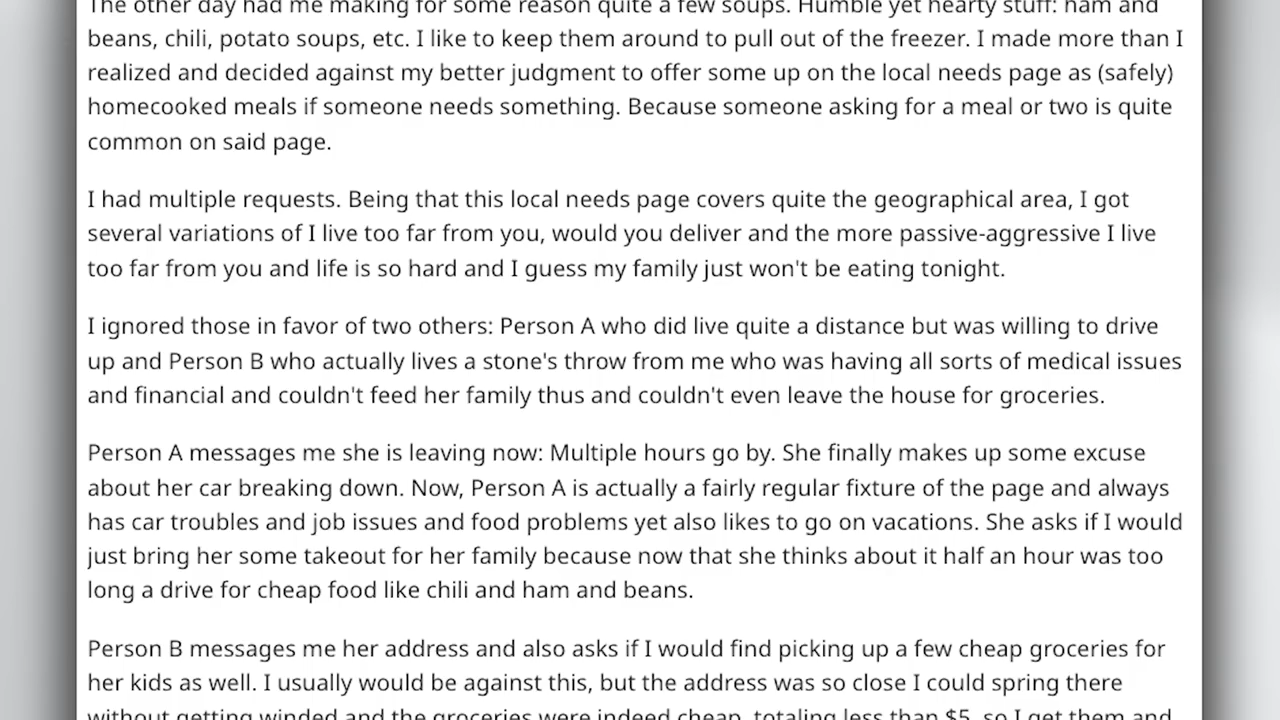 The other day had me making for some reason quite a few soups. Humble yet hearty stuff: ham and
beans, chili, potato soups, etc. I like to keep them around to pull out of the freezer. I made more than I
realized and decided against my better judgment to offer some up on the local needs page as (safely)
homecooked meals if someone needs something. Because someone asking for a meal or two is quite
common on said page.
I had multiple requests. Being that this local needs page covers quite the geographical area, I got
several variations of I live too far from you, would you deliver and the more passive-aggressive I live
too far from you and life is so hard and I guess my family just won't be eating tonight.
I ignored those in favor of two others: Person A who did live quite a distance but was willing to drive
up and Person B who actually lives a stone's throw from me who was having all sorts of medical issues
and financial and couldn't feed her family thus and couldn't even leave the house for groceries.
Person A messages me she is leaving now: Multiple hours go by. She finally makes up some excuse
about her car breaking down. Now, Person A is actually a fairly regular fixture of the page and always
has car troubles and job issues and food problems yet also likes to go on vacations. She asks if I would
just bring her some takeout for her family because now that she thinks about it half an hour was too
long a drive for cheap food like chili and ham and beans.
Person B messages me her address and also asks if I would find picking up a few cheap groceries for
her kids as well. I usually would be against this, but the address was so close I could spring there
without getting winded and the groceries were indeed cheap, totaling less than $5, so I get them and